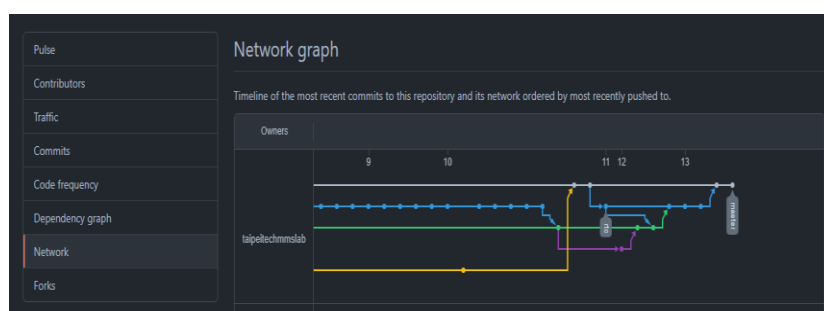 Pulse
Contributors
Traffic
Commits
Code frequency
Dependency graph
Network
Forks
Network graph
Timeline of the most recent commits to this repository and its network ordered by most recently pushed to.
Owners
9 10 11 12 13
taipeitechmmslab
master